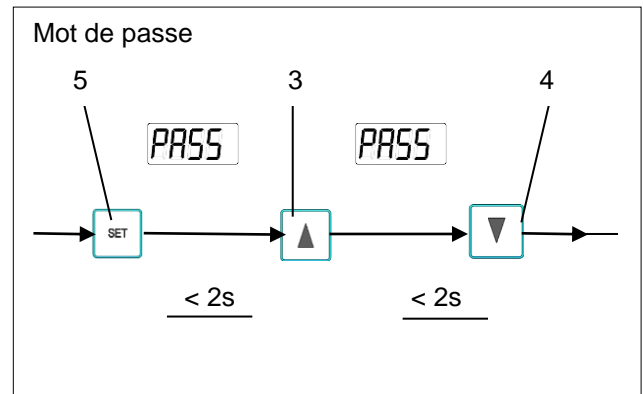 Mot de passe
5 3 4
PASS PASS
SET
< 2s < 2s